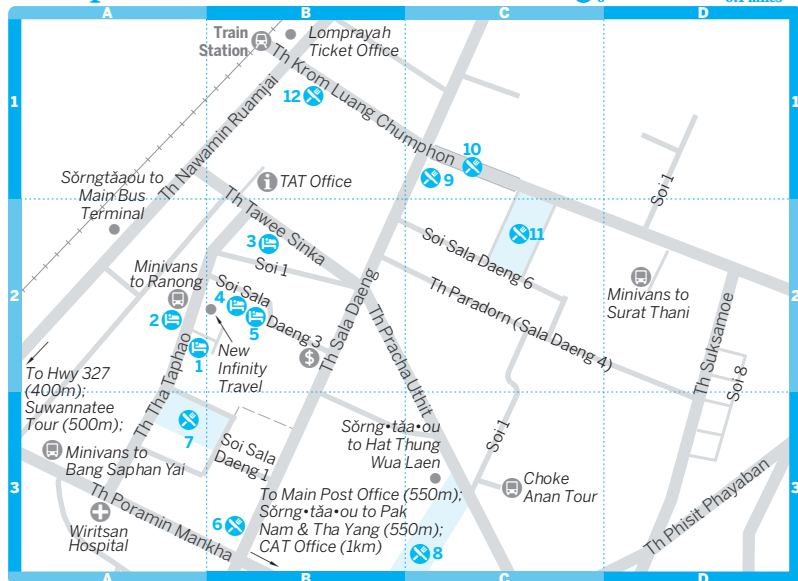 A
B
C
D
Train
Station
Lomprayah
Ticket Office
Th Krom Luang Chumphon
1
1
12
10
9
Th Nawamin Ruamjai
Sŏrngtăaou to
Main Bus
Terminal
TAT Office
Soi 1
Th Tawee Sinka
3
Soi 1
11
Soi Sala Daeng 6
Minivans
to Ranong
2
2
Soi Sala
Daeng 3
4
5
2
1
New
Infinity
Travel
Th Sala Daeng
Th Paradorn (Sala Daeng 4)
Minivans to
Surat Thani
Th Pracha Uthit
Th Suksamoe
Soi 8
Th Tha Taphao
To Hwy 327
(400m);
Suwannatee
Tour (500m);
7
Soi Sala
Daeng 1
Sŏrng•tăa•ou
to Hat Thung
Wua Laen
Soi 1
Minivans to
Bang Saphan Yai
3
3
Choke
Anan Tour
Th Poramin Mankha
Wiritsan
Hospital
6
To Main Post Office (550m);
Sŏrng•tăa•ou to Pak
Nam & Tha Yang (550m);
CAT Office (1km)
8
Th Phisit Phayaban
A
B
C
D